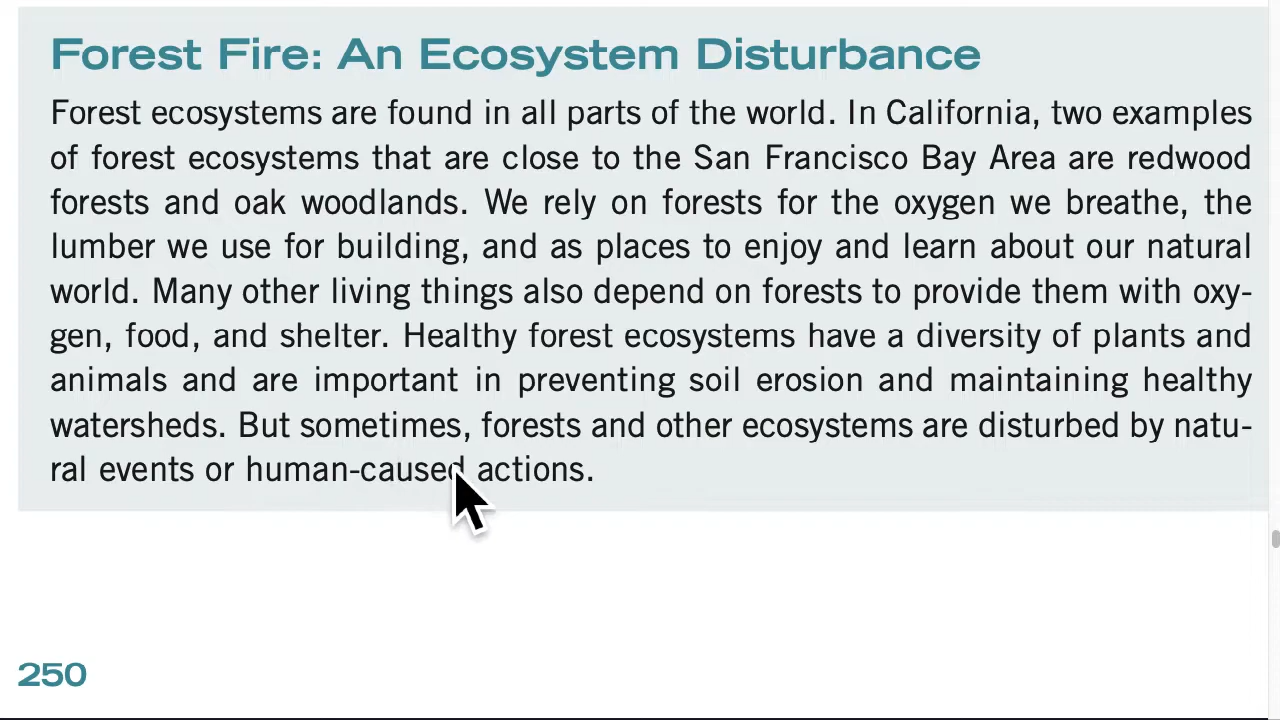 Forest Fire: An Ecosystem Disturbance
Forest ecosystems are found in all parts of the world. In California, two examples
of forest ecosystems that are close to the San Francisco Bay Area are redwood
forests and oak woodlands. We rely on forests for the oxygen we breathe, the
lumber we use for building, and as places to enjoy and learn about our natural
world. Many other living things also depend on forests to provide them with oxy-
gen, food, and shelter. Healthy forest ecosystems have a diversity of plants and
animals and are important in preventing soil erosion and maintaining healthy
watersheds. But sometimes, forests and other ecosystems are disturbed by natu-
ral events or human-caused actions.
250